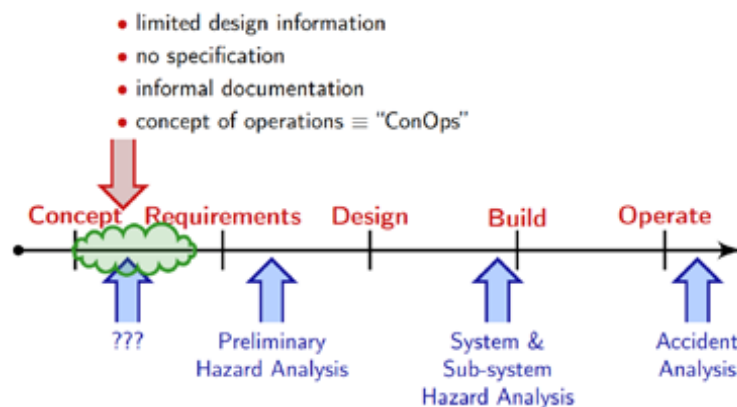 • limited design information
• no specification
• informal documentation
• concept of operations ≡ “ConOps”
Concept Requirements Design Build Operate
??? Preliminary System & Accident
Hazard Analysis Sub-system Analysis
Hazard Analysis